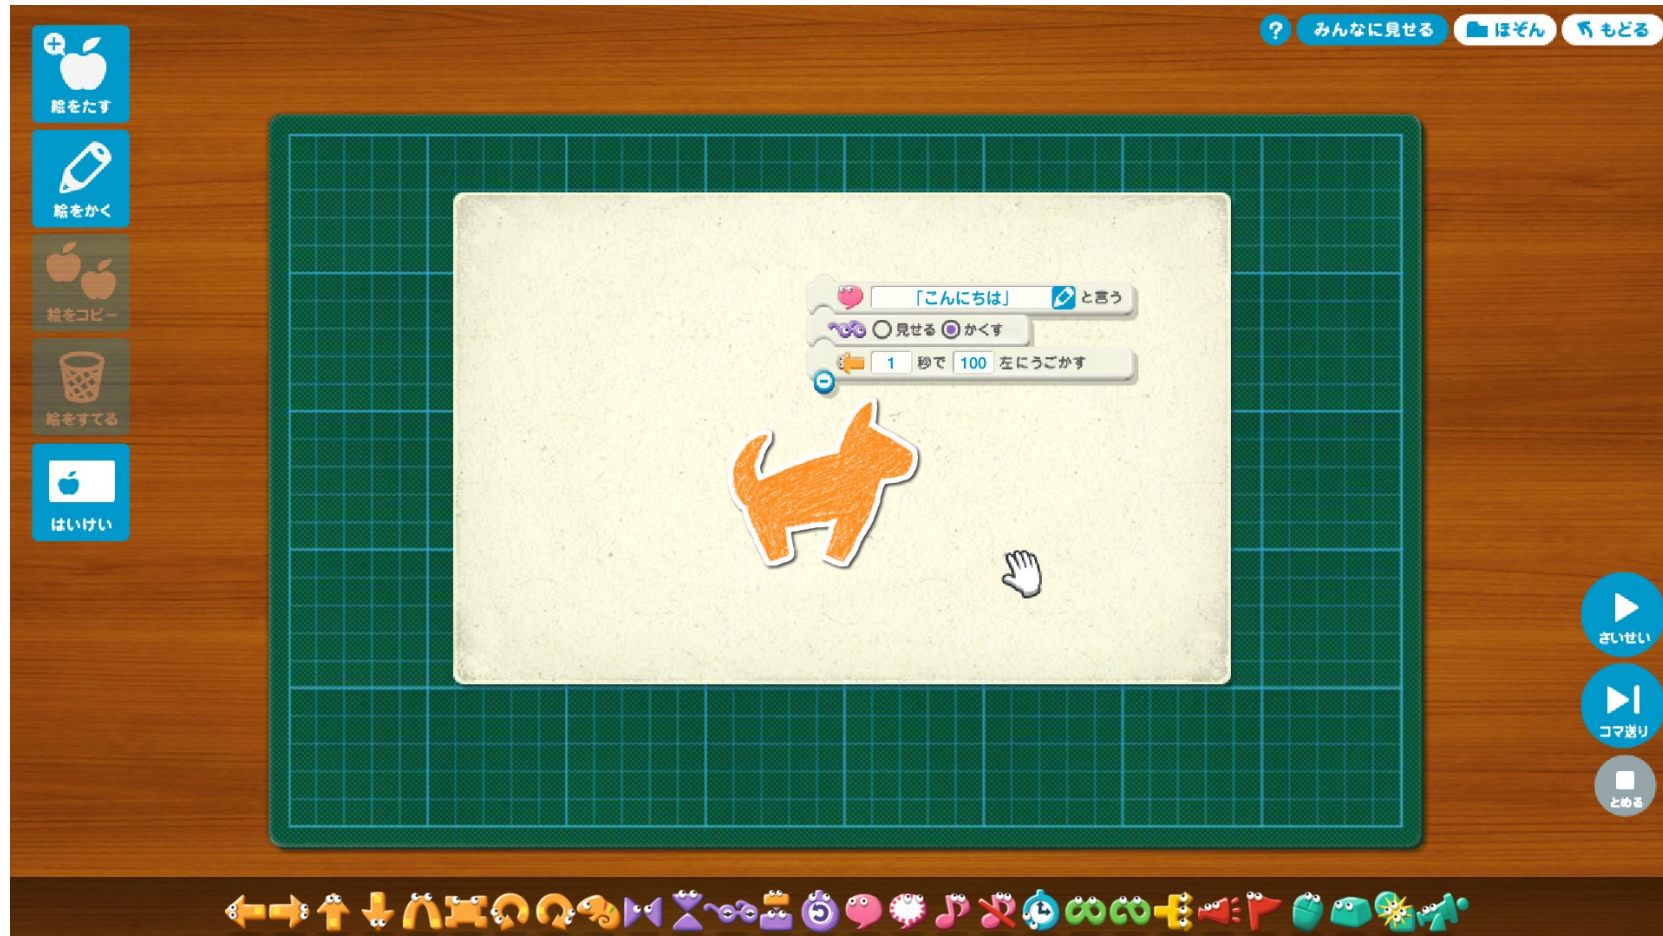 絵をたす
絵をかく
絵をコピー
絵をすてる
はいけい
? みんなに見せる ほぞん もどる
「こんにちは」 と言う
見せる かくす
1 秒で 100 左にうごかす
さいせい
コマ送り
とめる